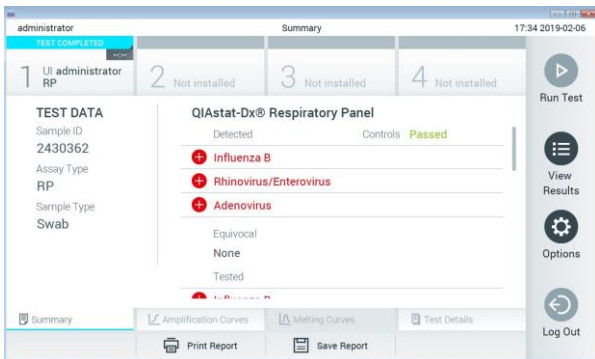 administrator Summary 17:34 2019-02-06
TEST COMPLETED
1 UI administrator RP
2 Not installed
3 Not installed
4 Not installed
Run Test
View Results
Options
Log Out
TEST DATA
Sample ID
2430362
Assay Type
RP
Sample Type
Swab
QIAstat-Dx® Respiratory Panel
Detected Controls Passed
Influenza B
Rhinovirus/Enterovirus
Adenovirus
Equivocal
None
Tested
Summary Amplification Curves Melting Curves Test Details
Print Report Save Report